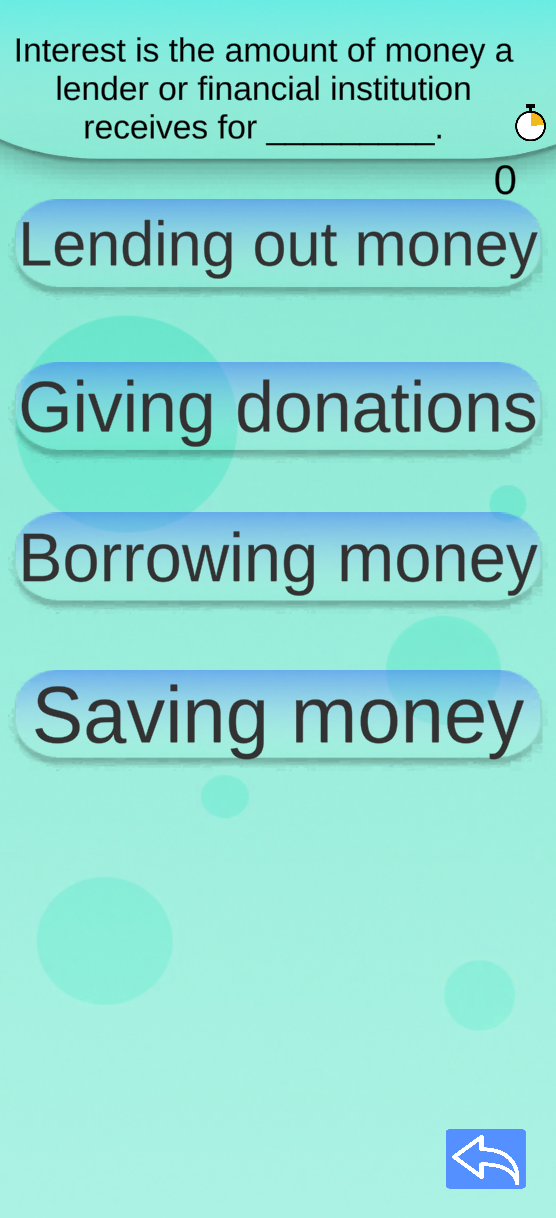 Interest is the amount of money a
lender or financial institution
receives for _________.
0
Lending out money
Giving donations
Borrowing money
Saving money